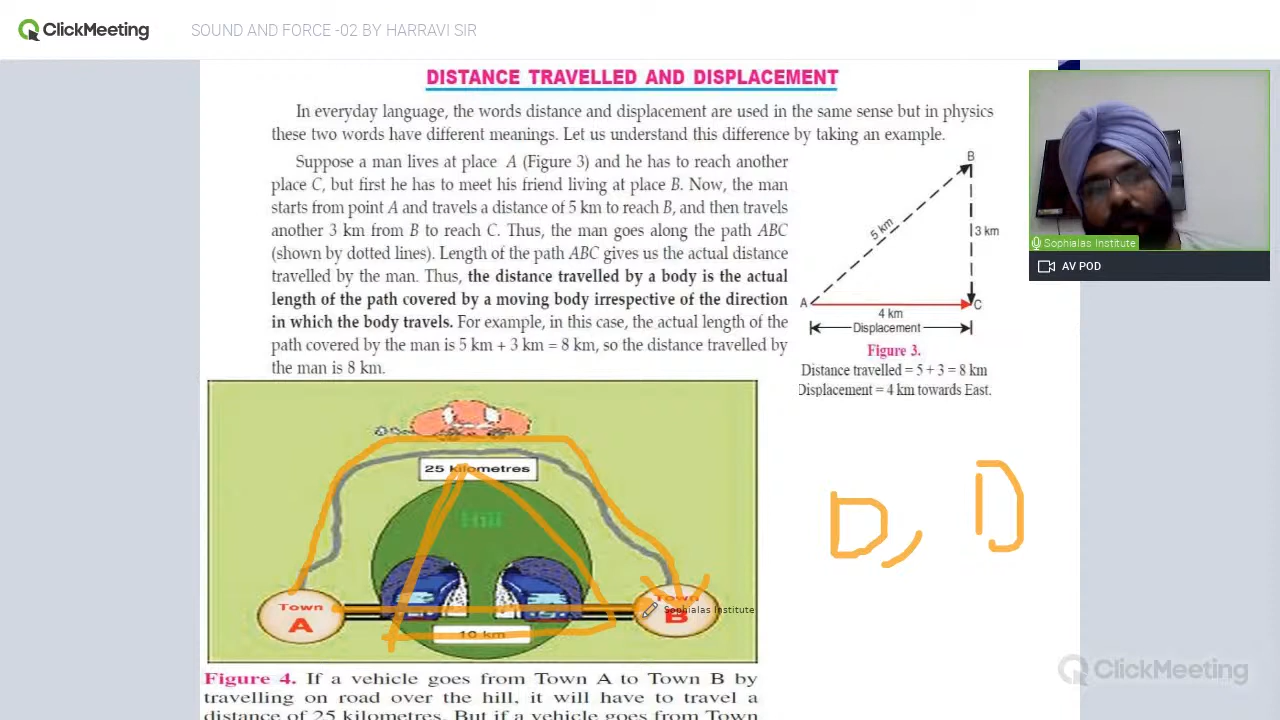 ClickMeeting
SOUND AND FORCE -02 BY HARRAVI SIR
DISTANCE TRAVELLED AND DISPLACEMENT
In everyday language, the words distance and displacement are used in the same sense but in physics
these two words have different meanings. Let us understand this difference by taking an example.
Suppose a man lives at place A (Figure 3) and he has to reach another
place C, but first he has to meet his friend living at place B. Now, the man
starts from point A and travels a distance of 5 km to reach B, and then travels
another 3 km from B to reach C. Thus, the man goes along the path ABC
(shown by dotted lines). Length of the path ABC gives us the actual distance
travelled by the man. Thus, the distance travelled by a body is the actual
length of the path covered by a moving body irrespective of the direction
in which the body travels. For example, in this case, the actual length of the
path covered by the man is 5 km + 3 km = 8 km, so the distance travelled by
the man is 8 km.
B
5 km
3 km
A
C
4 km
Displacement
Figure 3.
Distance travelled = 5 + 3 = 8 km
Displacement = 4 km towards East.
Sophialas Institute
AV POD
25 kilometres
Hill
Town
A
Town
B
Sophialas Institute
10 km
D, D
Figure 4. If a vehicle goes from Town A to Town B by
travelling on road over the hill, it will have to travel a
distance of 25 kilometres. But if a vehicle goes from Town
ClickMeeting